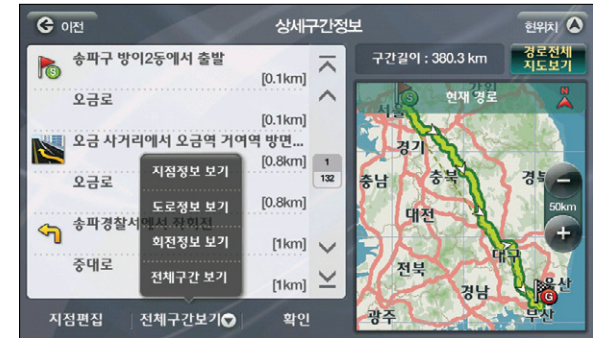 이전
상세구간정보
현위치
송파구 방이2동에서 출발
[0.1km]
오금로
[0.1km]
오금 사거리에서 오금역 거여역 방면...
[0.8km]
오금로
[0.8km]
송파경찰서에서 좌회전
[1km]
중대로
[1km]
1
132
지점정보 보기
도로정보 보기
회전정보 보기
전체구간 보기
지점편집
전체구간보기
확인
구간길이 : 380.3 km
경로전체
지도보기
현재 경로
N
S
서울
강원
경기
충남
충북
경북
50km
대전
대구
전북
경남
울산
G
광주
부산